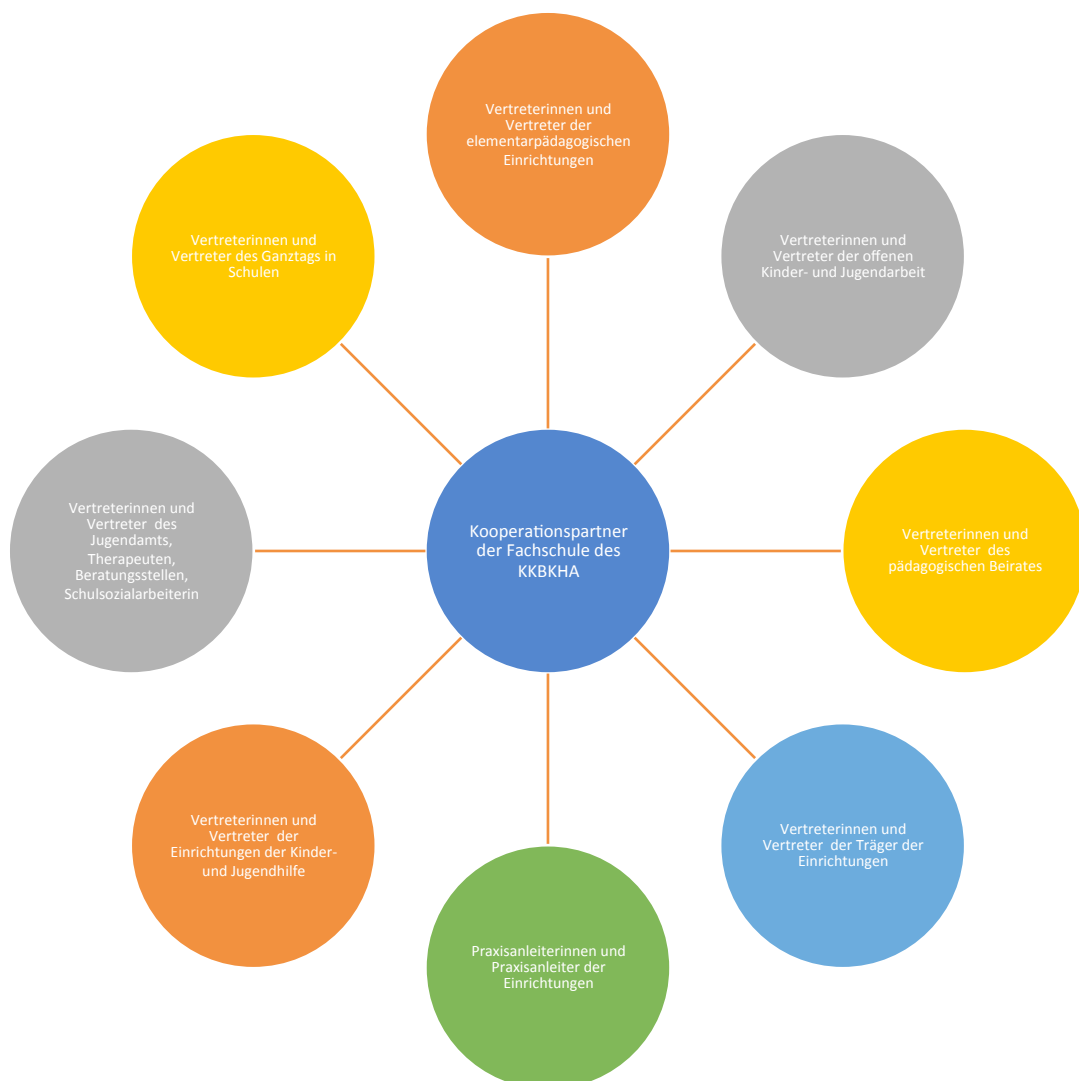 Vertreterinnen und
Vertreter der
elementarpädagogischen
Einrichtungen
Vertreterinnen und
Vertreter des Ganztags in
Schulen
Vertreterinnen und
Vertreter der offenen
Kinder- und Jugendarbeit
Vertreterinnen und
Vertreter des
Jugendamts,
Therapeuten,
Beratungsstellen,
Schulsozialarbeiterin
Kooperationspartner
der Fachschule des
KKBKHA
Vertreterinnen und
Vertreter des
pädagogischen Beirates
Vertreterinnen und
Vertreter der
Einrichtungen der Kinder-
und Jugendhilfe
Vertreterinnen und
Vertreter der Träger der
Einrichtungen
Praxisanleiterinnen und
Praxisanleiter der
Einrichtungen